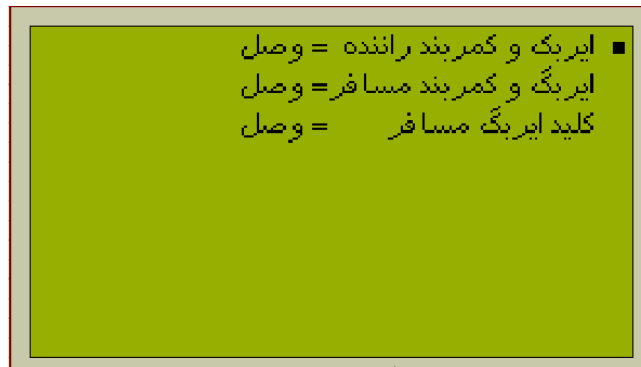 ■ ایربک و کمربند راننده = وصل
ایربگ و کمربند مسافر= وصل
کلید ایربگ مسافر = وصل